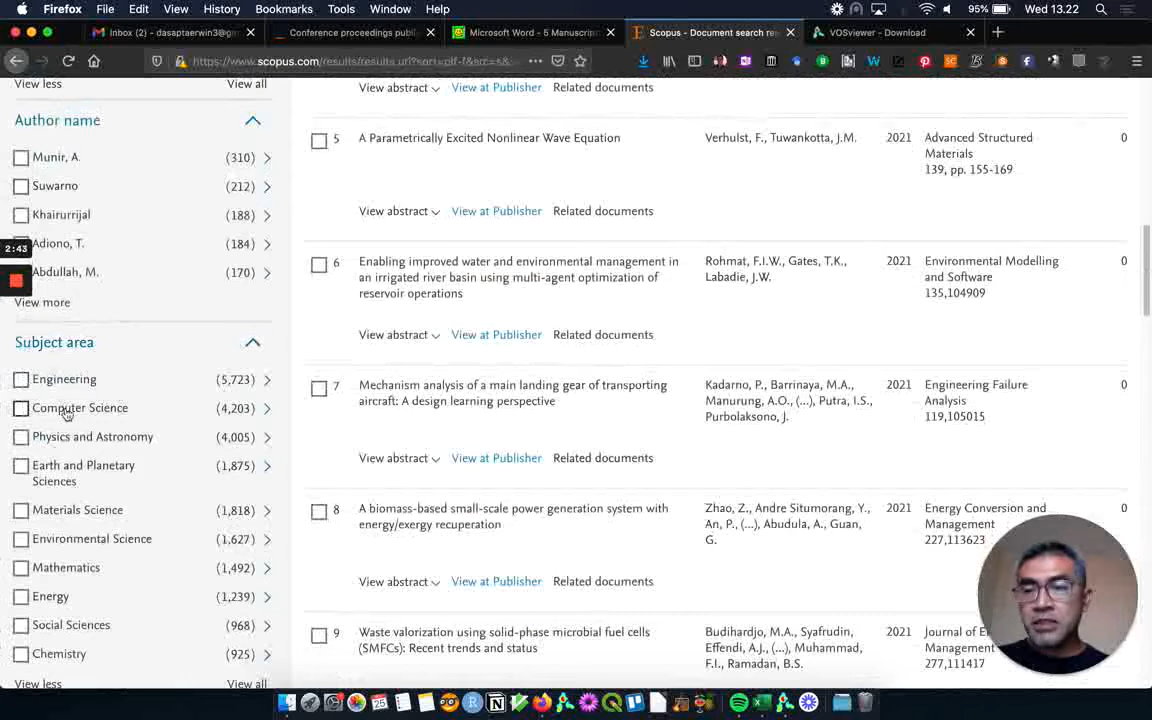 Firefox File Edit View History Bookmarks Tools Window Help 95% Wed 13.22
Inbox (2) - dasaptaerwin3@gm
Conference proceedings publi
Microsoft Word - 5 Manuscrip
Scopus - Document search re
VOSviewer - Download
https://www.scopus.com/results/results.uri?sort=plf-f&src=s&
View less View all
Author name
Munir, A. (310)
Suwarno (212)
Khairurrijal (188)
Adiono, T. (184)
2:43
Abdullah, M. (170)
View more
Subject area
Engineering (5,723)
Computer Science (4,203)
Physics and Astronomy (4,005)
Earth and Planetary (1,875)
Sciences
Materials Science (1,818)
Environmental Science (1,627)
Mathematics (1,492)
Energy (1,239)
Social Sciences (968)
Chemistry (925)
View less View all
View abstract View at Publisher Related documents
5 A Parametrically Excited Nonlinear Wave Equation Verhulst, F., Tuwankotta, J.M. 2021 Advanced Structured 0
Materials
139, pp. 155-169
View abstract View at Publisher Related documents
6 Enabling improved water and environmental management in Rohmat, F.I.W., Gates, T.K., 2021 Environmental Modelling 0
an irrigated river basin using multi-agent optimization of Labadie, J.W. and Software
reservoir operations 135,104909
View abstract View at Publisher Related documents
7 Mechanism analysis of a main landing gear of transporting Kadarno, P., Barrinaya, M.A., 2021 Engineering Failure 0
aircraft: A design learning perspective Manurung, A.O., (...), Putra, I.S., Analysis
Purbolaksono, J. 119,105015
View abstract View at Publisher Related documents
8 A biomass-based small-scale power generation system with Zhao, Z., Andre Situmorang, Y., 2021 Energy Conversion and 0
energy/exergy recuperation An, P., (...), Abudula, A., Guan, Management
G. 227,113623
View abstract View at Publisher Related documents
9 Waste valorization using solid-phase microbial fuel cells Budihardjo, M.A., Syafrudin, 2021 Journal of
(SMFCs): Recent trends and status Effendi, A.J., (...), Muhammad, Management
F.I., Ramadan, B.S. 277,111417